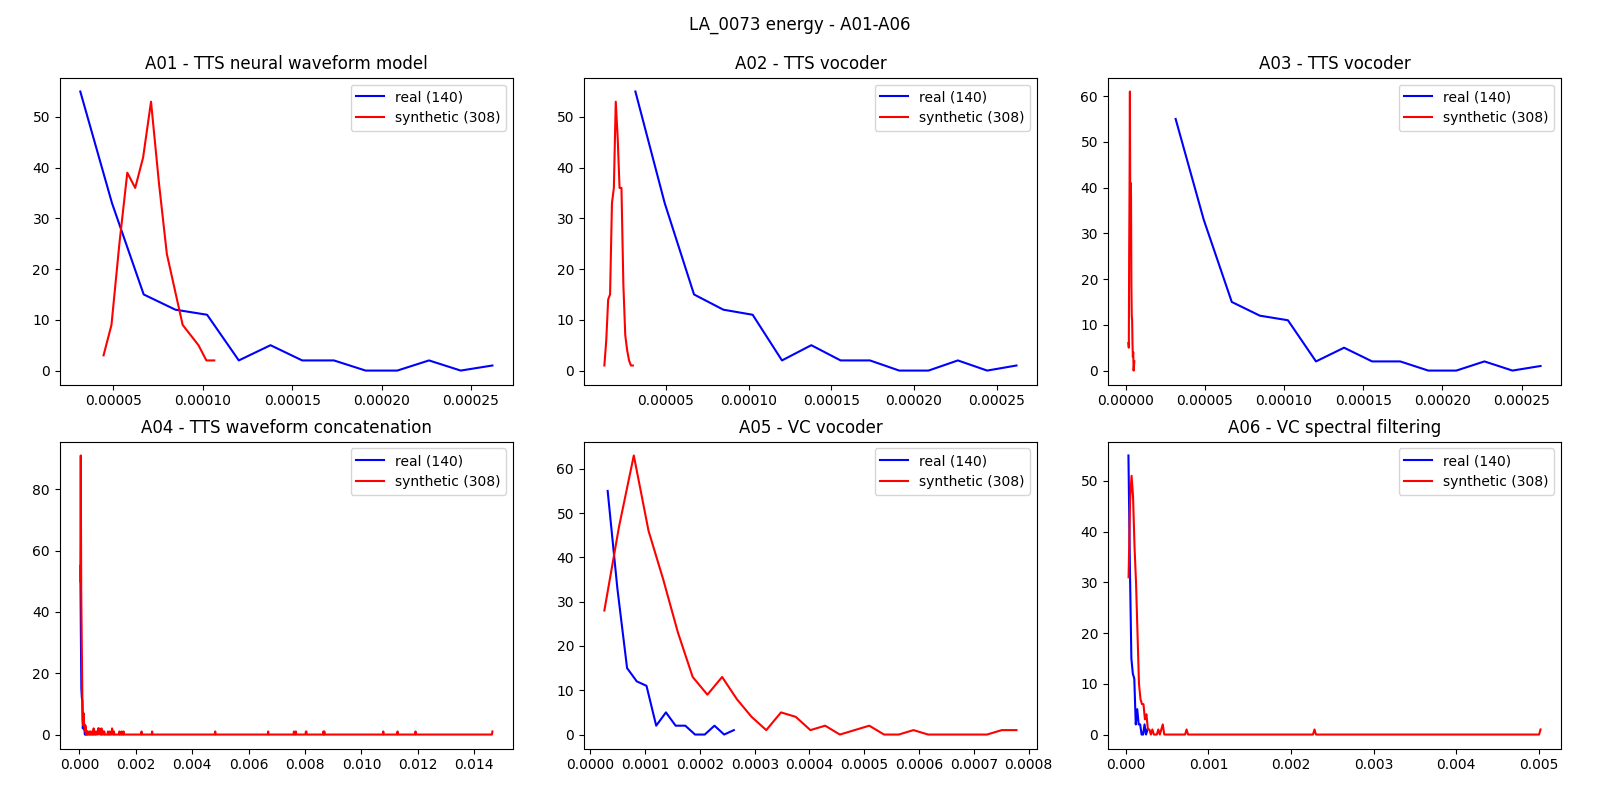 LA_0073 energy - A01-A06
A01 - TTS neural waveform model
50
40
30
20
10
0
real (140)
synthetic (308)
0.00005 0.00010 0.00015 0.00020 0.00025
A02 - TTS vocoder
50
40
30
20
10
0
real (140)
synthetic (308)
0.00005 0.00010 0.00015 0.00020 0.00025
A03 - TTS vocoder
60
50
40
30
20
10
0
real (140)
synthetic (308)
0.00000 0.00005 0.00010 0.00015 0.00020 0.00025
A04 - TTS waveform concatenation
80
60
40
20
0
real (140)
synthetic (308)
0.000 0.002 0.004 0.006 0.008 0.010 0.012 0.014
A05 - VC vocoder
60
50
40
30
20
10
0
real (140)
synthetic (308)
0.0000 0.0001 0.0002 0.0003 0.0004 0.0005 0.0006 0.0007 0.0008
A06 - VC spectral filtering
50
40
30
20
10
0
real (140)
synthetic (308)
0.000 0.001 0.002 0.003 0.004 0.005